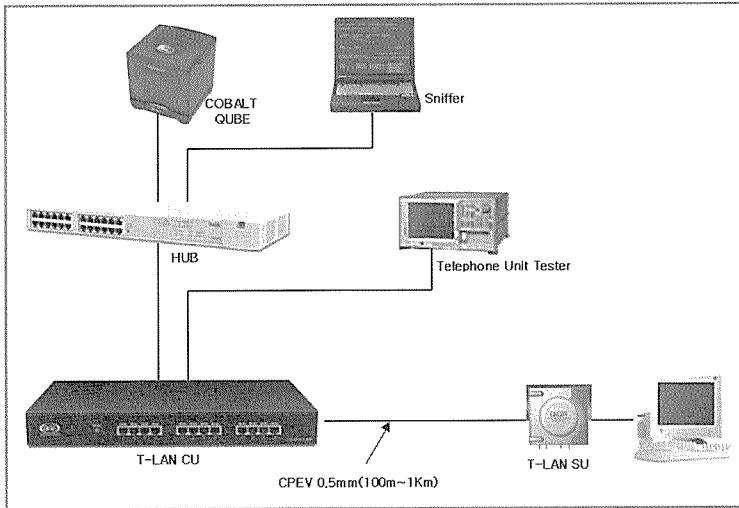 COBALT
QUBE
Sniffer
HUB
Telephone Unit Tester
T-LAN CU
T-LAN SU
CPEV 0.5mm(100m~1Km)